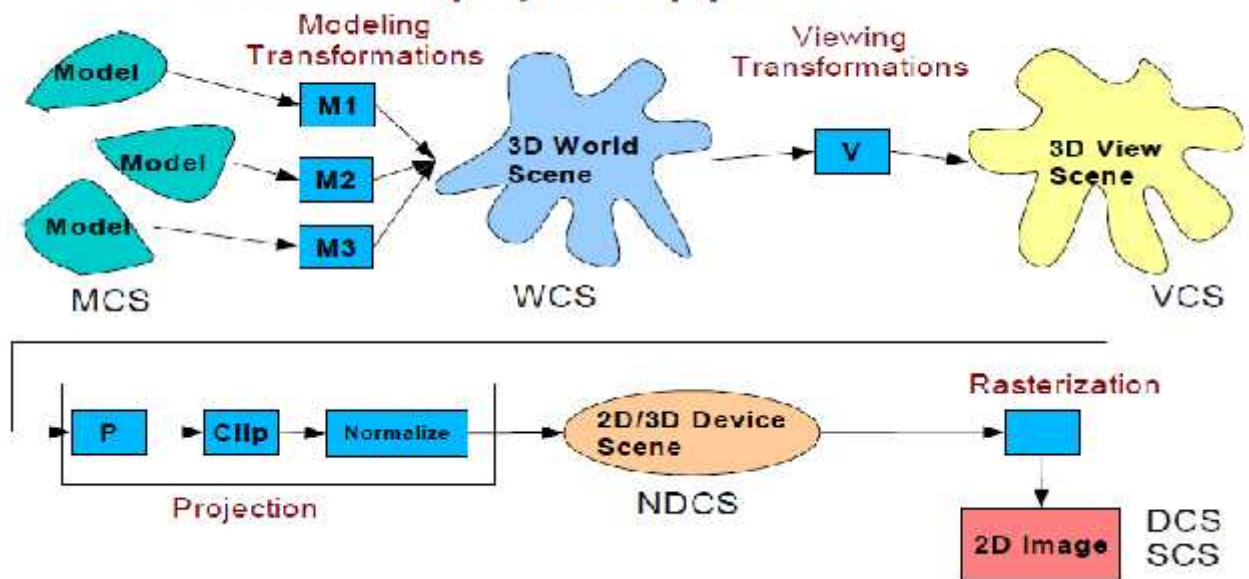 Modeling
Transformations
Viewing
Transformations
Model
M1
Model
M2
Model
M3
3D World
Scene
V
3D View
Scene
MCS
WCS
VCS
Rasterization
P
Clip
Normalize
2D/3D Device
Scene
Projection
NDCS
2D Image
DCS
SCS